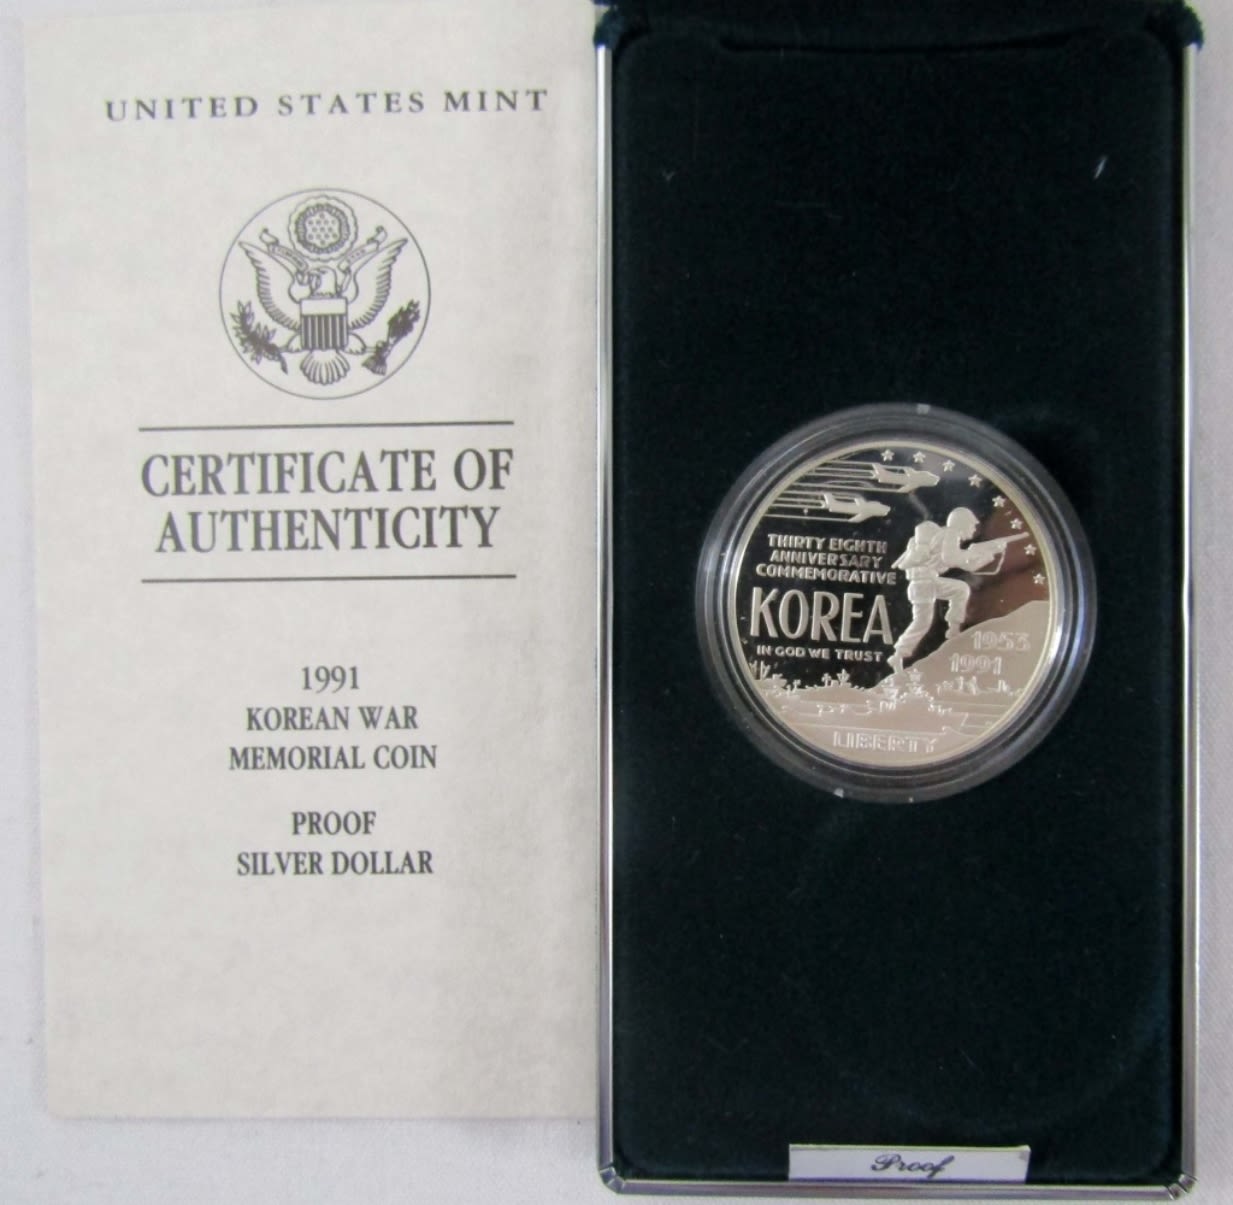 UNITED STATES MINT
CERTIFICATE OF
AUTHENTICITY
1991
KOREAN WAR
MEMORIAL COIN
PROOF
SILVER DOLLAR
THIRTY EIGHTH
ANNIVERSARY
COMMEMORATIVE
KOREA
IN GOD WE TRUST
1953
1991
LIBERTY
Proof